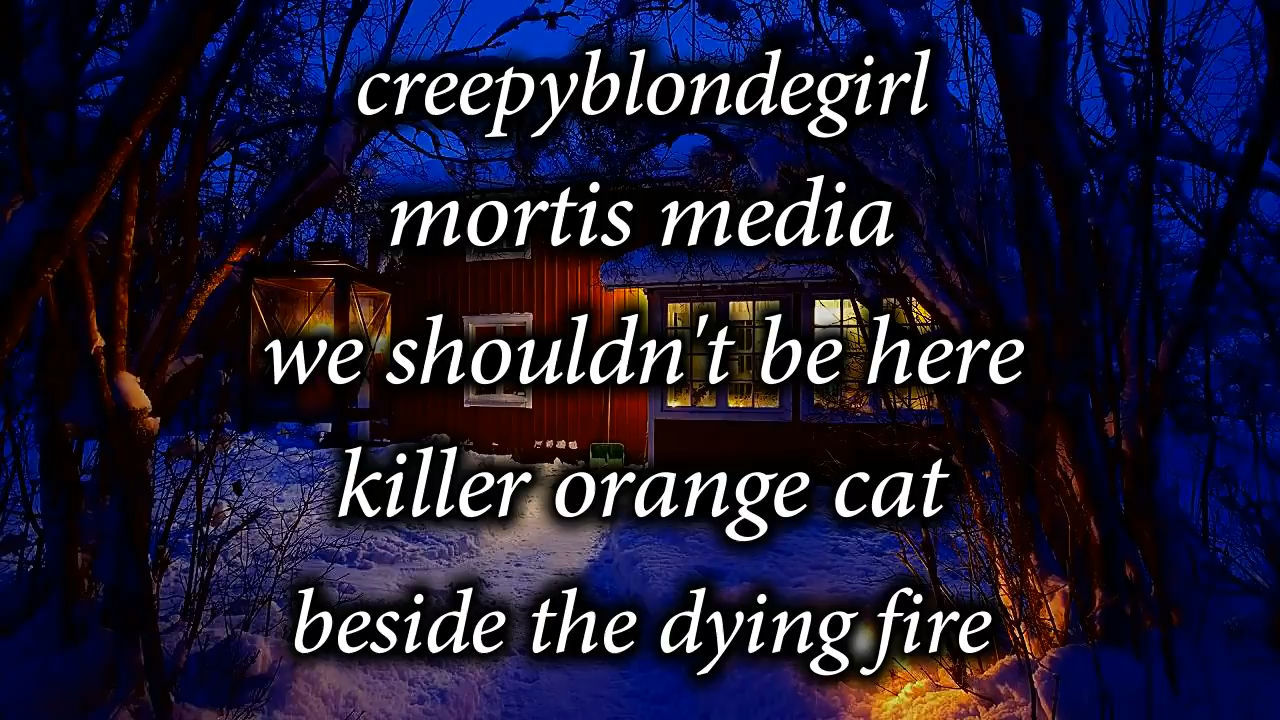 creepyblondegirl
mortis media
we shouldn't be here
killer orange cat
beside the dying fire